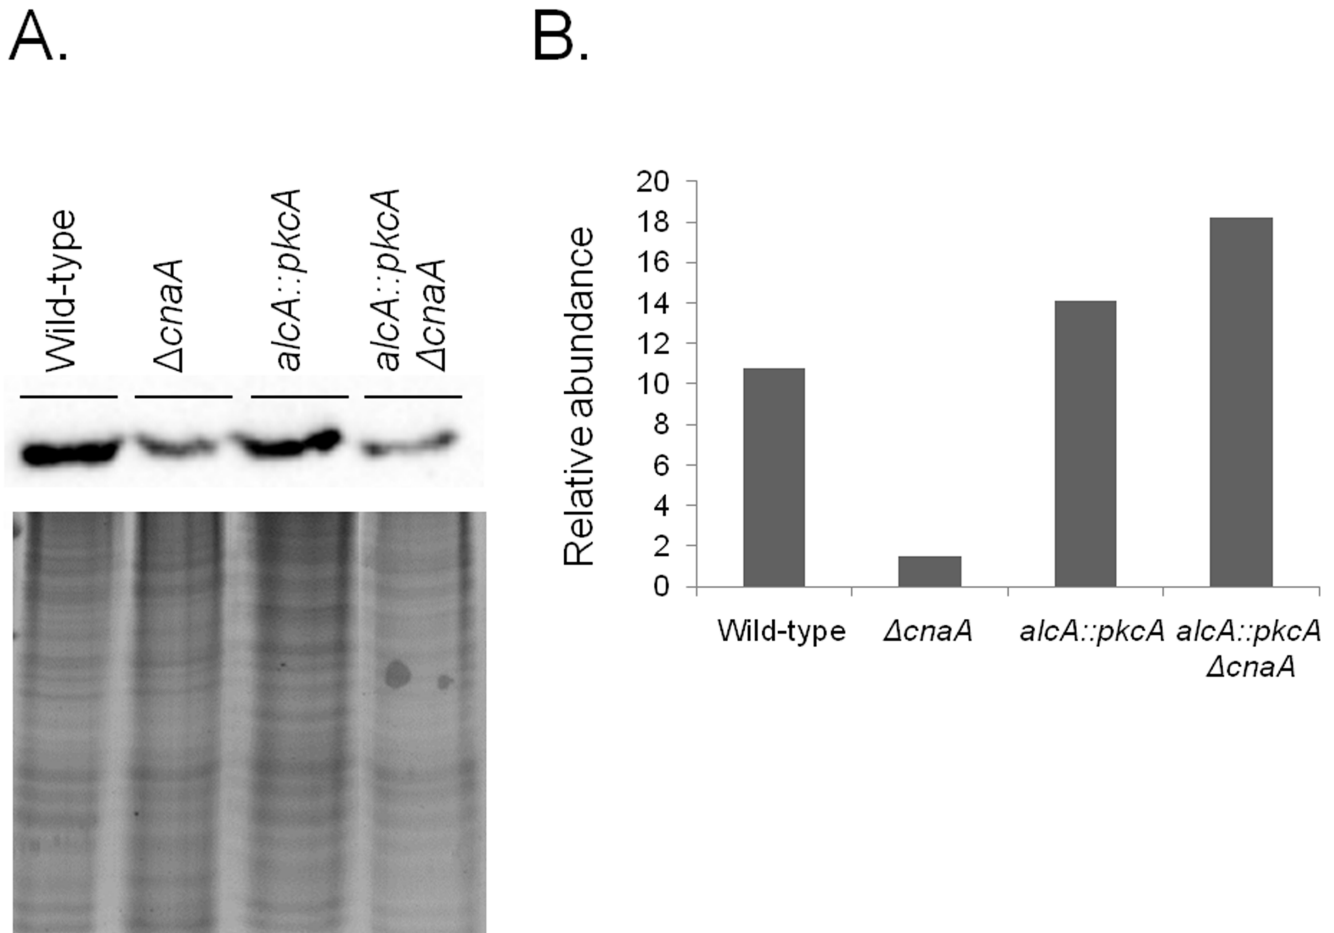 A.
B.
Wild-type
ΔcnaA
alcA::pkcA
alcA::pkcA
ΔcnaA
Relative abundance
20
18
16
14
12
10
8
6
4
2
0
Wild-type
ΔcnaA
alcA::pkcA
alcA::pkcA
ΔcnaA